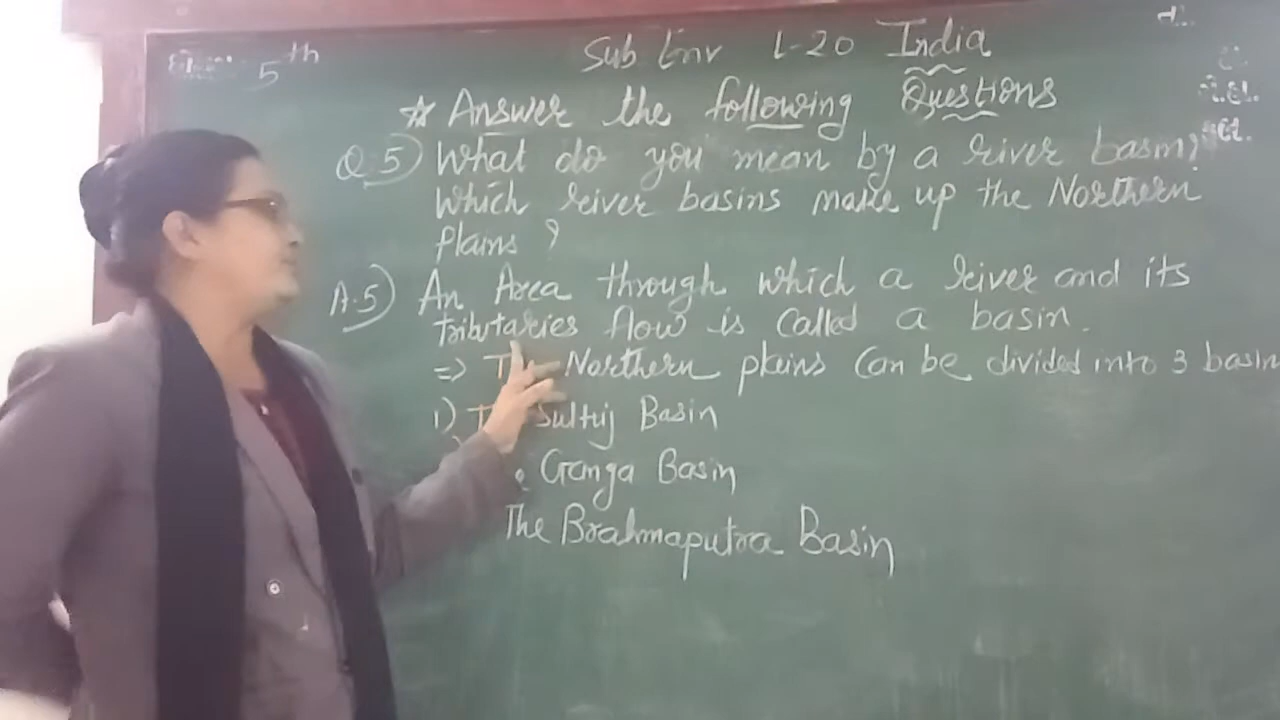 5th
Sub Env L-20 India
☆ Answer the following Questions
Q.5) What do you mean by a river basin?
Which river basins make up the Northern
plains ?
A.5) An Area through which a river and its
tributaries flow is called a basin.
=> Northern plains can be divided into 3 basin
1) Sultij Basin
Ganga Basin
The Brahmaputra Basin